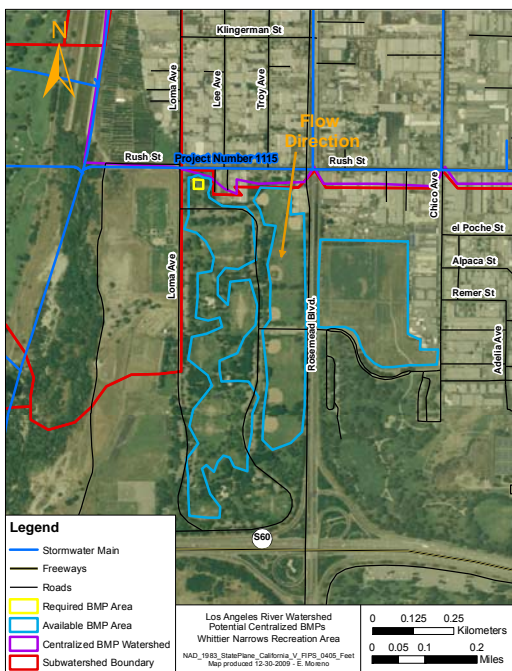 Klingerman St
N
Loma Ave
Lee Ave
Troy Ave
Flow
Direction
Rush St
Project Number 1115
Rush St
Chico Ave
el Poche St
Alpaca St
Loma Ave
Remer St
Rosemead Blvd.
Adelia Ave
S60
Legend
Stormwater Main
Freeways
Roads
Required BMP Area
Available BMP Area
Centralized BMP Watershed
Subwatershed Boundary
Los Angeles River Watershed
Potential Centralized BMPs
Whittier Narrows Recreation Area
NAD_1983_StatePlane_California_V_FIPS_0405_Feet
Map produced 12-30-2009 - E. Moreno
0 0.125 0.25
Kilometers
0 0.05 0.1 0.2
Miles